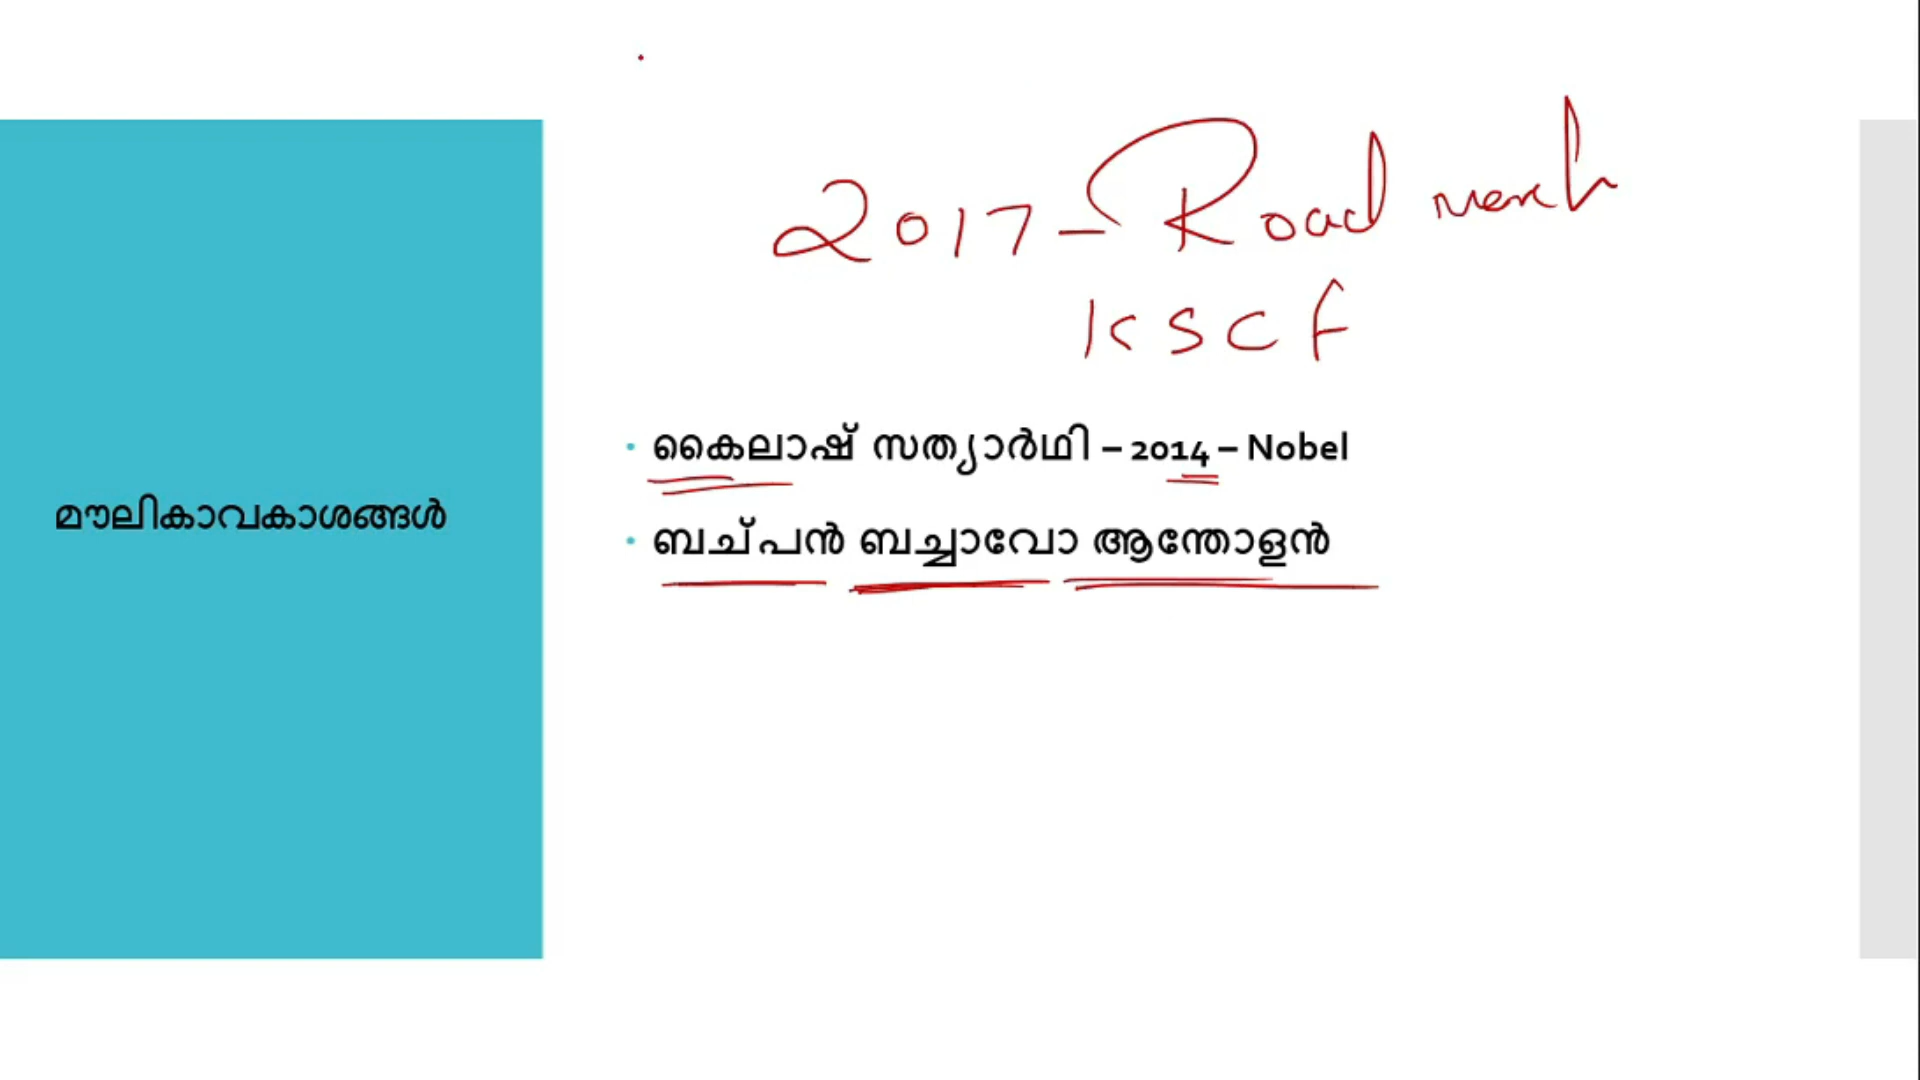 2017 - Road march
KSCF
കൈലാഷ് സത്യാർഥി – 2014 – Nobel
മൗലികാവകാശങ്ങൾ
ബച്പൻ ബച്ചാവോ ആന്തോളൻ